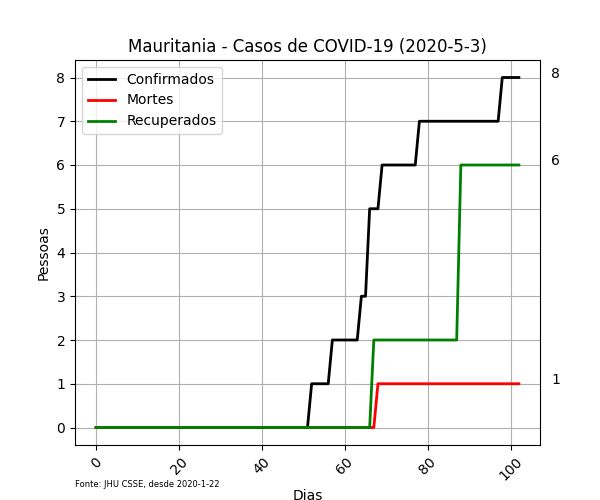 Mauritania - Casos de COVID-19 (2020-5-3)
Confirmados
Mortes
Recuperados
8
7
6
5
4
3
2
1
0
Pessoas
8
6
1
0
20
40
60
80
100
Fonte: JHU CSSE, desde 2020-1-22
Dias